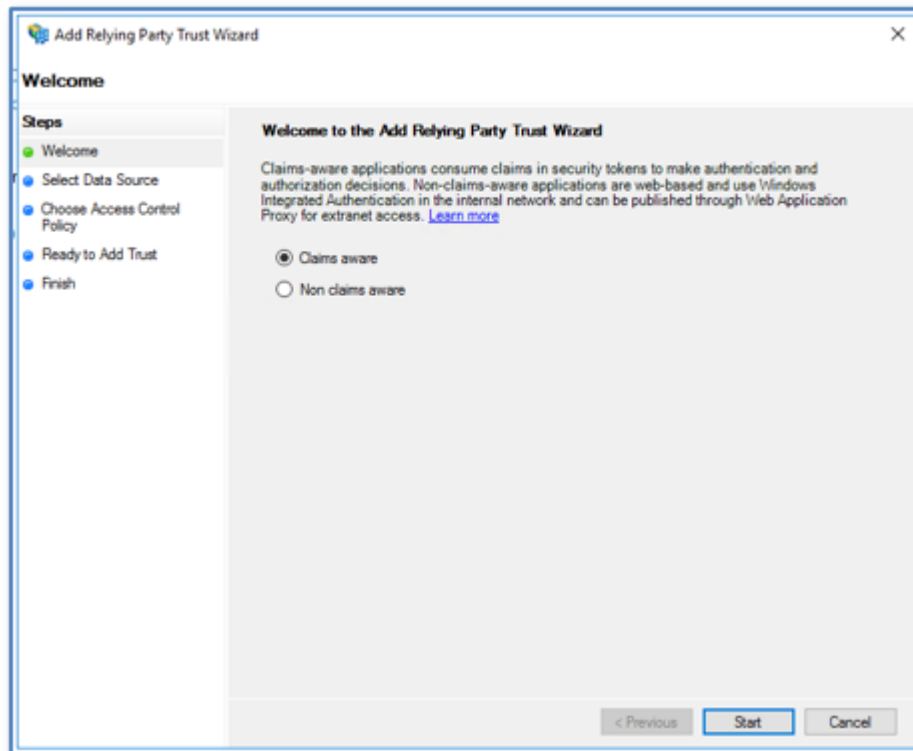 Add Relying Party Trust Wizard
Welcome
Steps
Welcome
Select Data Source
Choose Access Control
Policy
Ready to Add Trust
Finish
Welcome to the Add Relying Party Trust Wizard
Claims-aware applications consume claims in security tokens to make authentication and
authorization decisions. Non-claims-aware applications are web-based and use Windows
Integrated Authentication in the internal network and can be published through Web Application
Proxy for extranet access. Learn more
Claims aware
Non claims aware
< Previous
Start
Cancel